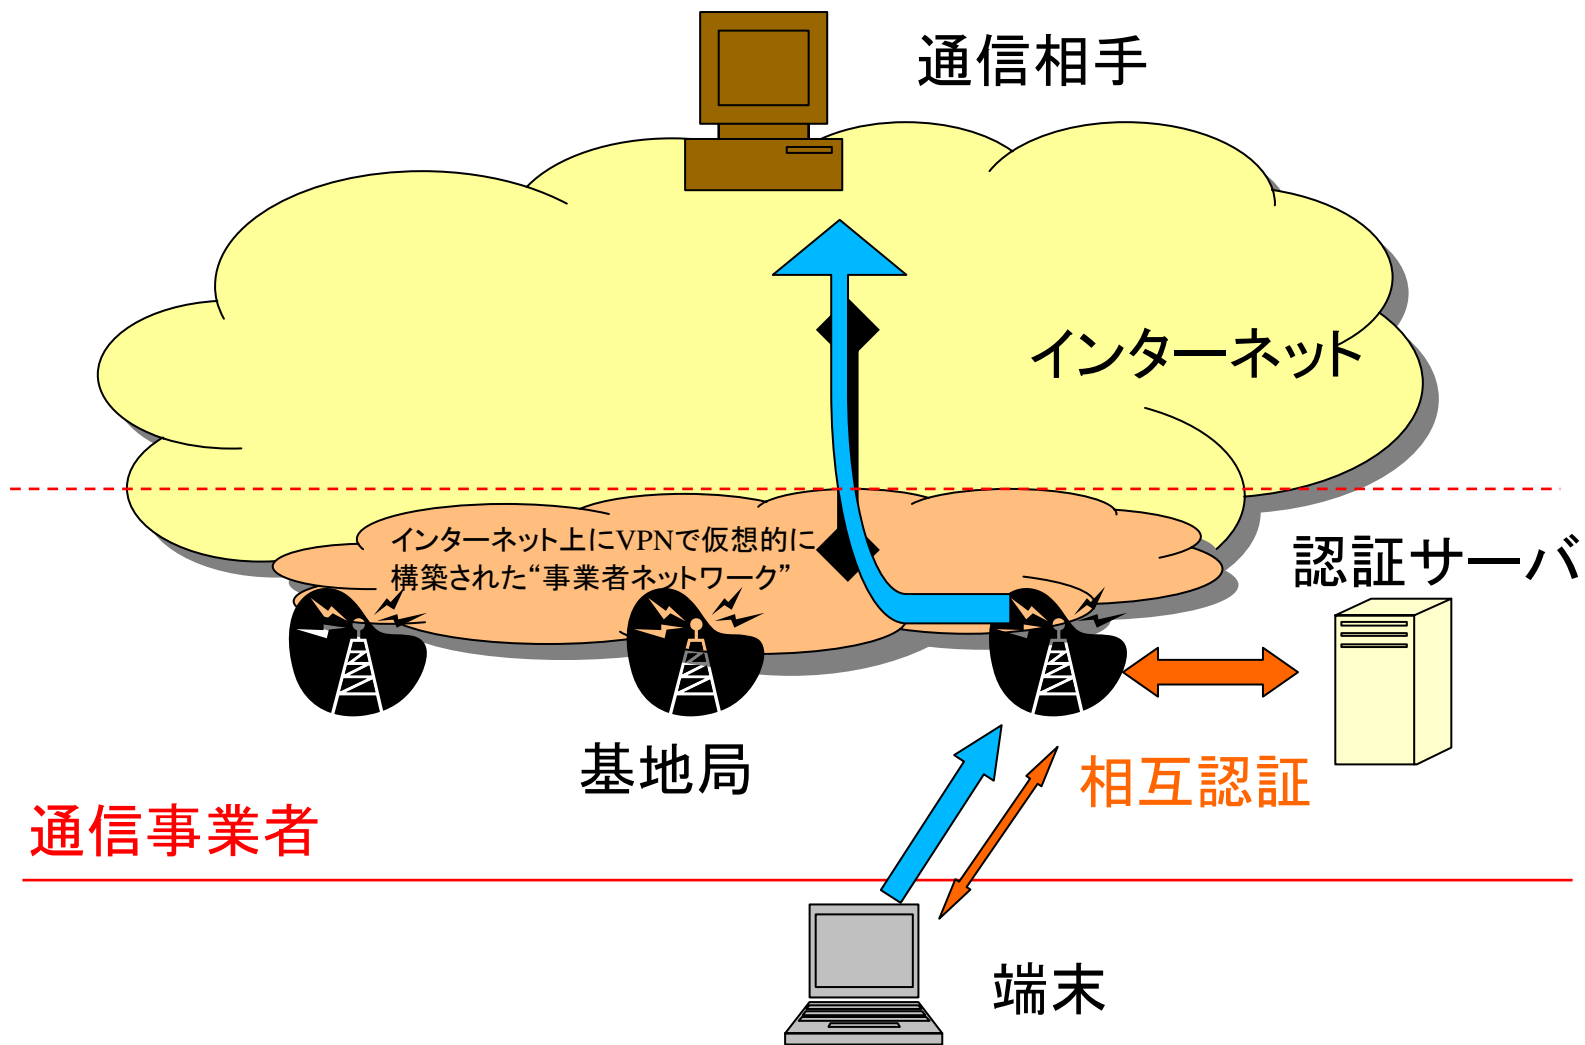 通信相手
インターネット
インターネット上にVPNで仮想的に
構築された“事業者ネットワーク”
認証サーバ
基地局
相互認証
通信事業者
端末